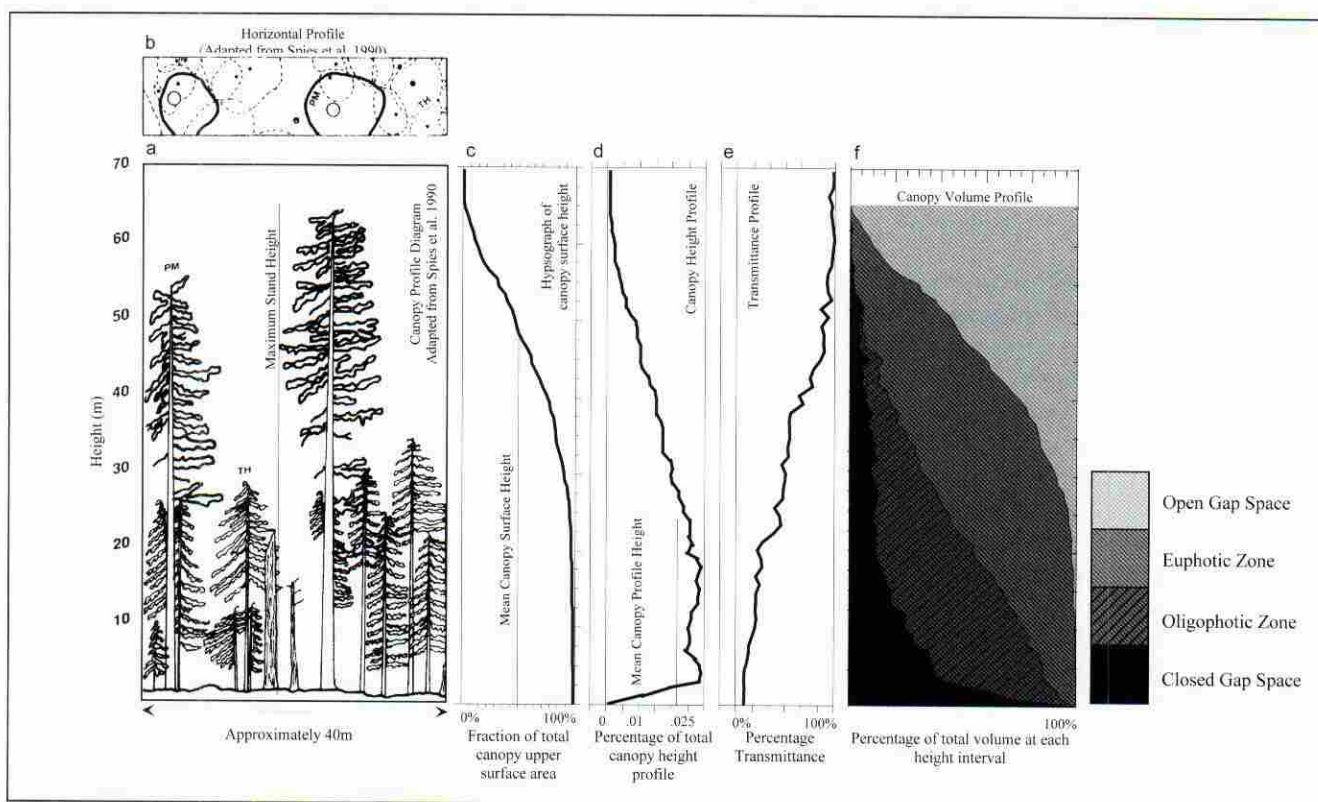 b
Horizontal Profile
(Adapted from Spies et al. 1990)
PM
TH
a
70
60
50
40
30
20
10
Height (m)
PM
TH
Maximum Stand Height
Canopy Profile Diagram
Adapted from Spies et al. 1990
Approximately 40m
c
Hypsograph of
canopy surface height
Mean Canopy Surface Height
0% 100%
Fraction of total
canopy upper
surface area
d
Canopy Height Profile
Mean Canopy Profile Height
0 .01 .025
Percentage of total
canopy height
profile
e
Transmittance Profile
0% 100%
Percentage
Transmittance
f
Canopy Volume Profile
100%
Percentage of total volume at each
height interval
Open Gap Space
Euphotic Zone
Oligophotic Zone
Closed Gap Space